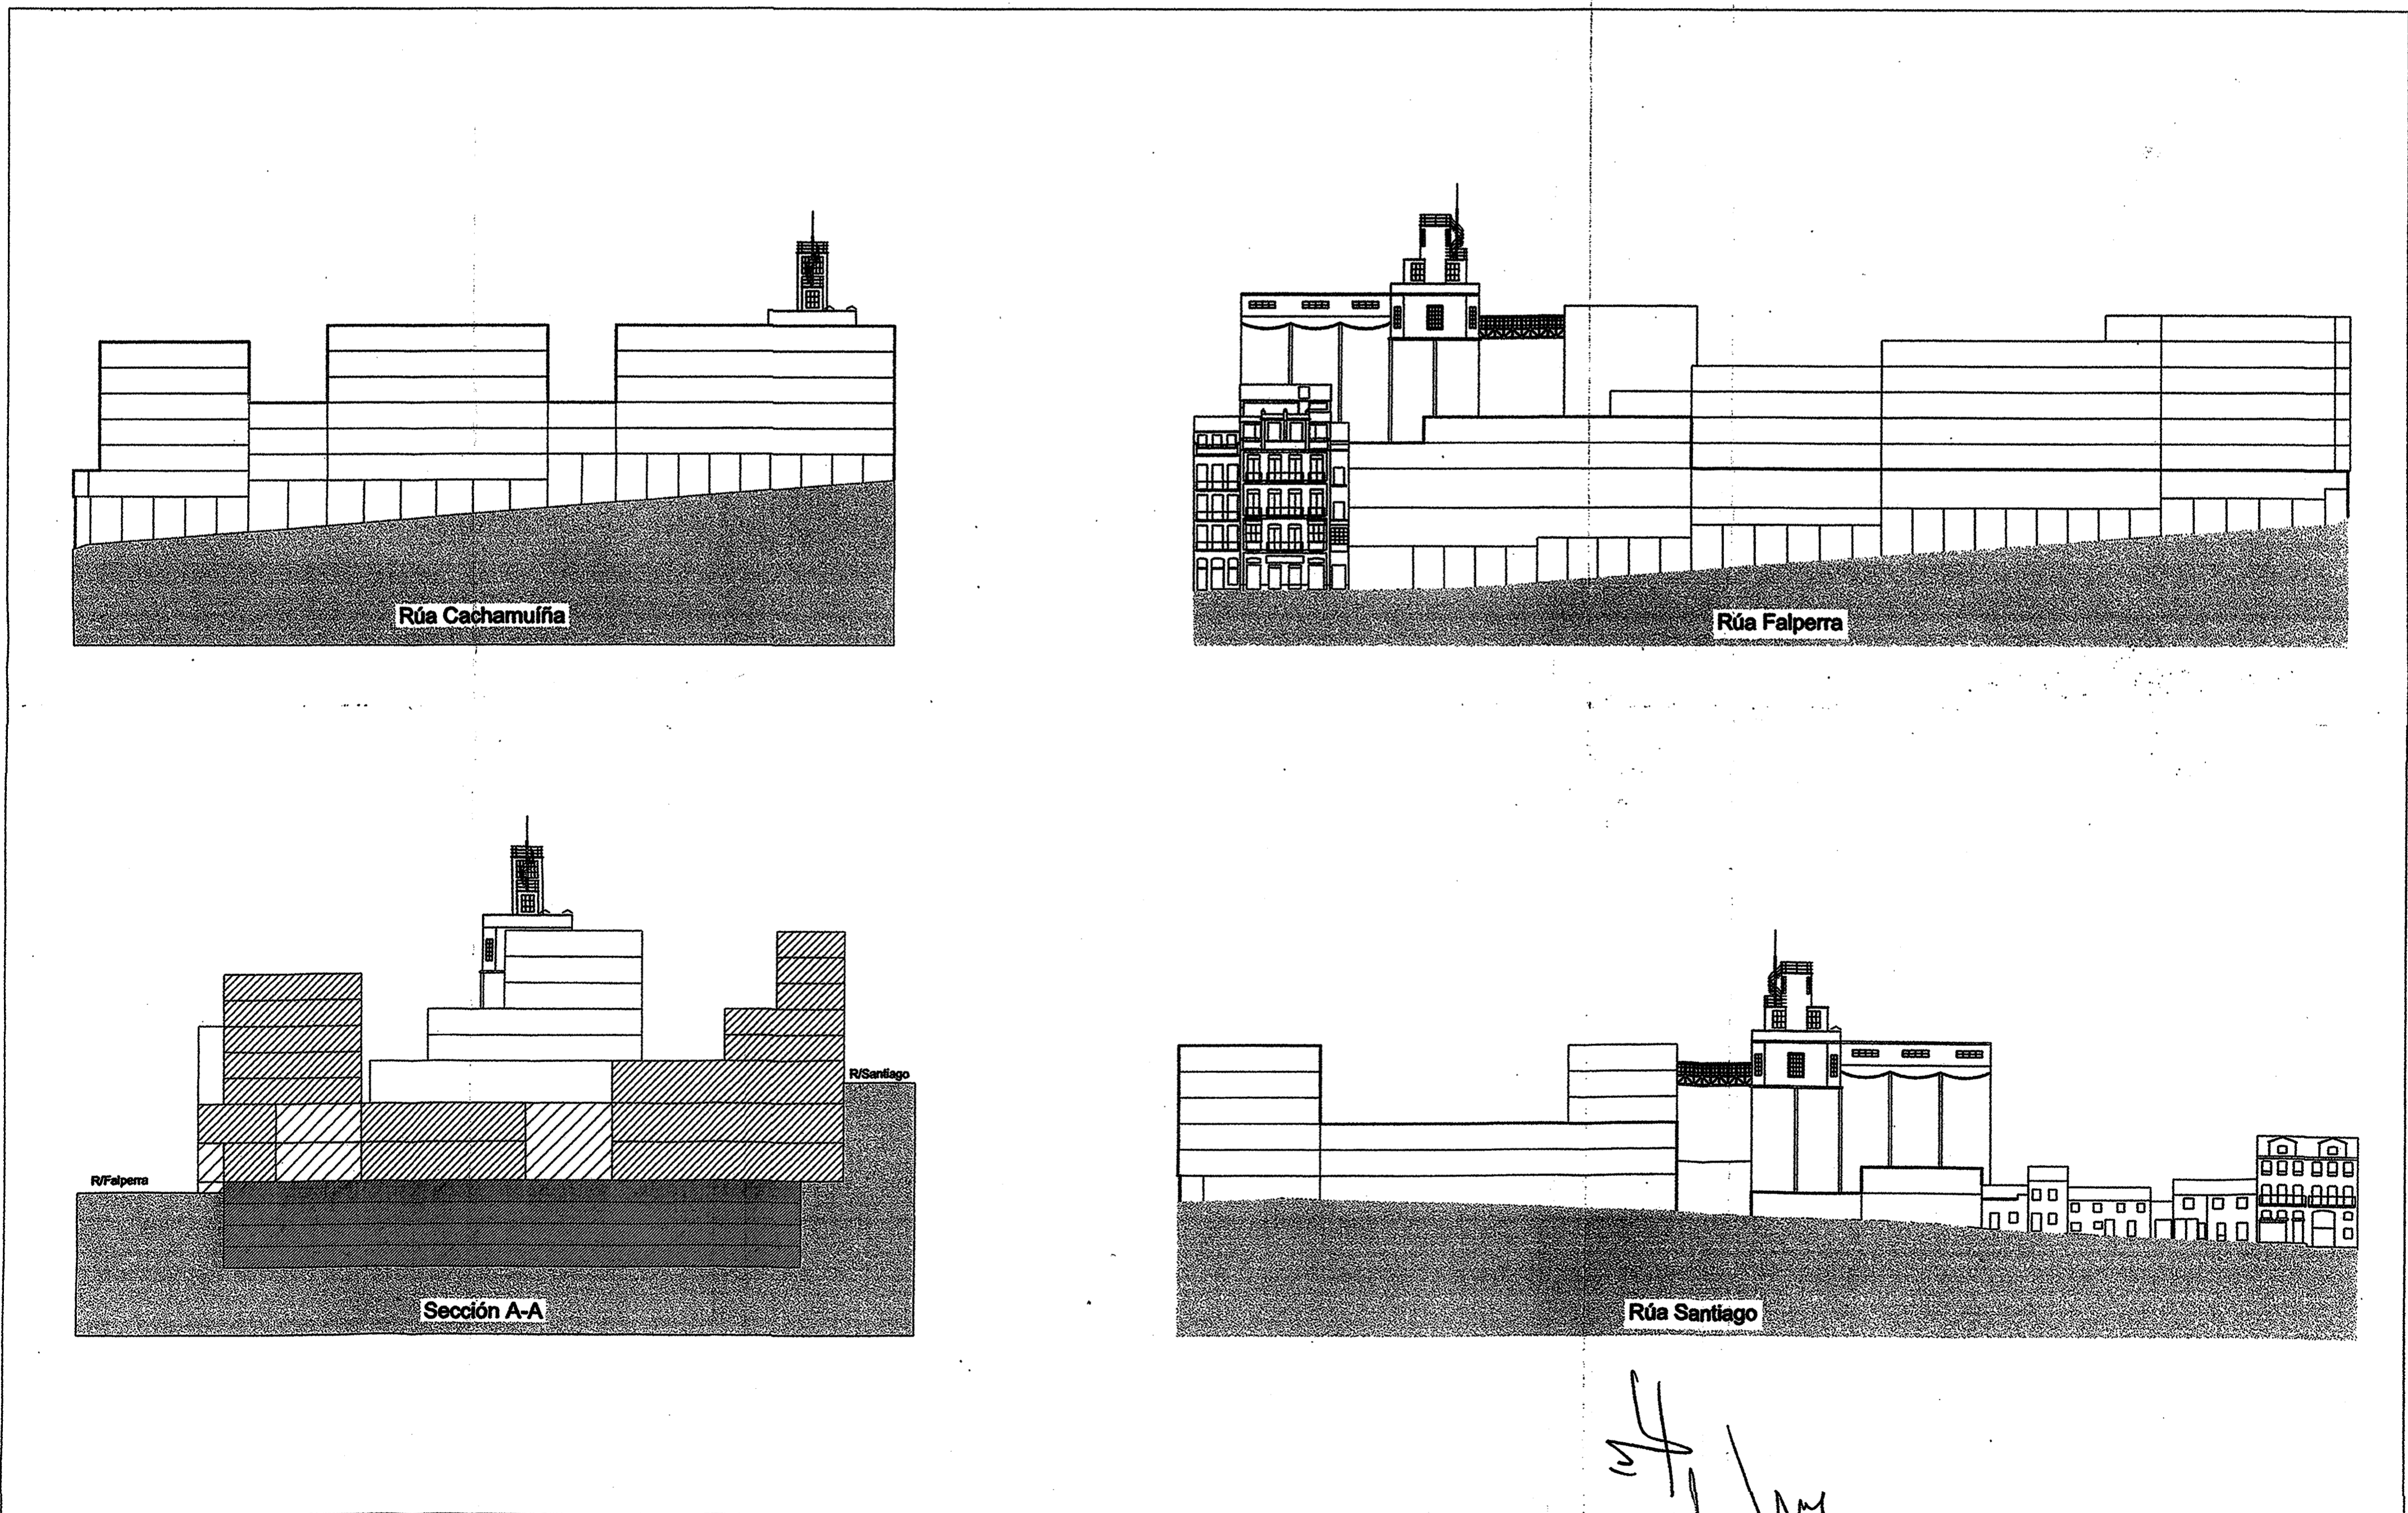 Rúa Cachamuíña
Rúa Falperra
R/Santiago
R/Falperra
Sección A-A
Rúa Santiago